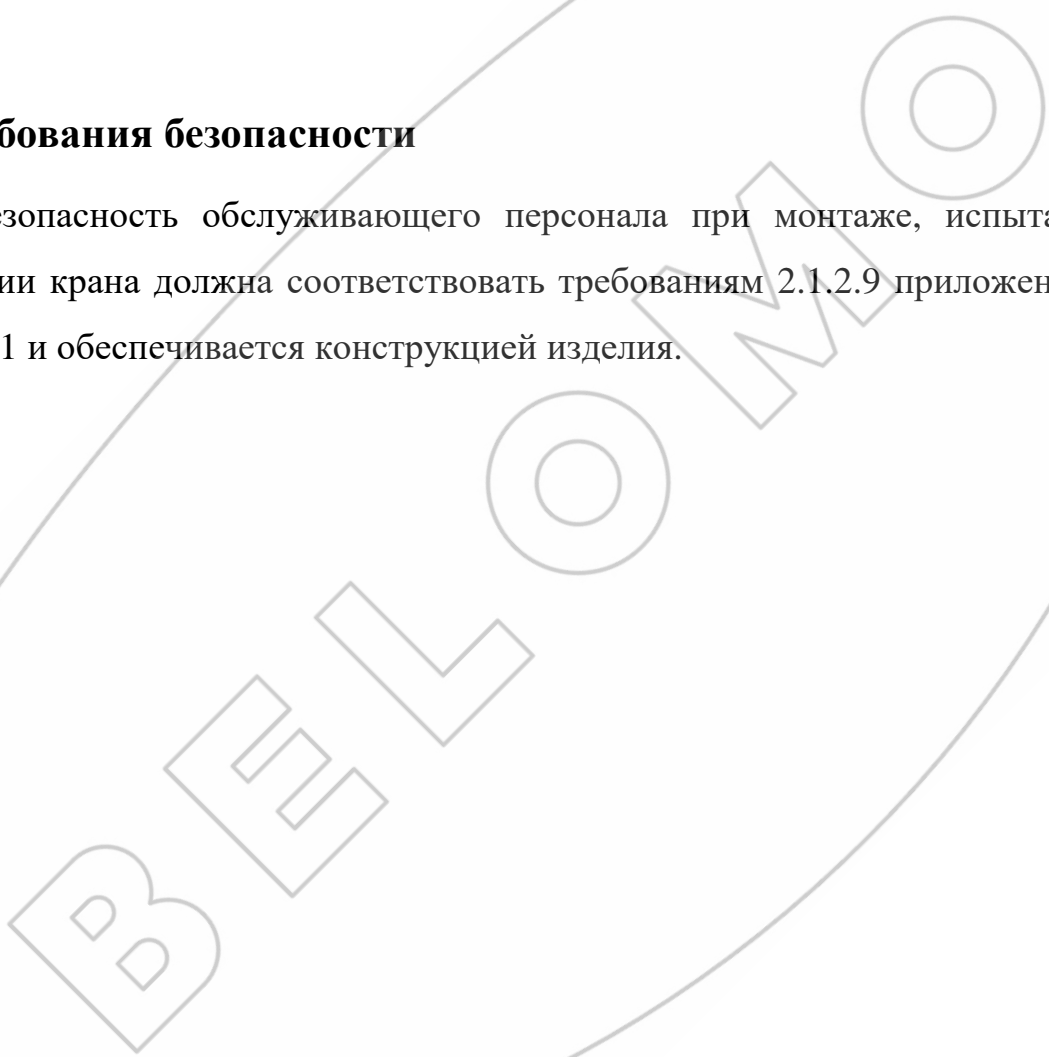 бования безопасности
езопасность обслуживающего персонала при монтаже, испыта
ии крана должна соответствовать требованиям 2.1.2.9 приложен
1 и обеспечивается конструкцией изделия.
BELOMO